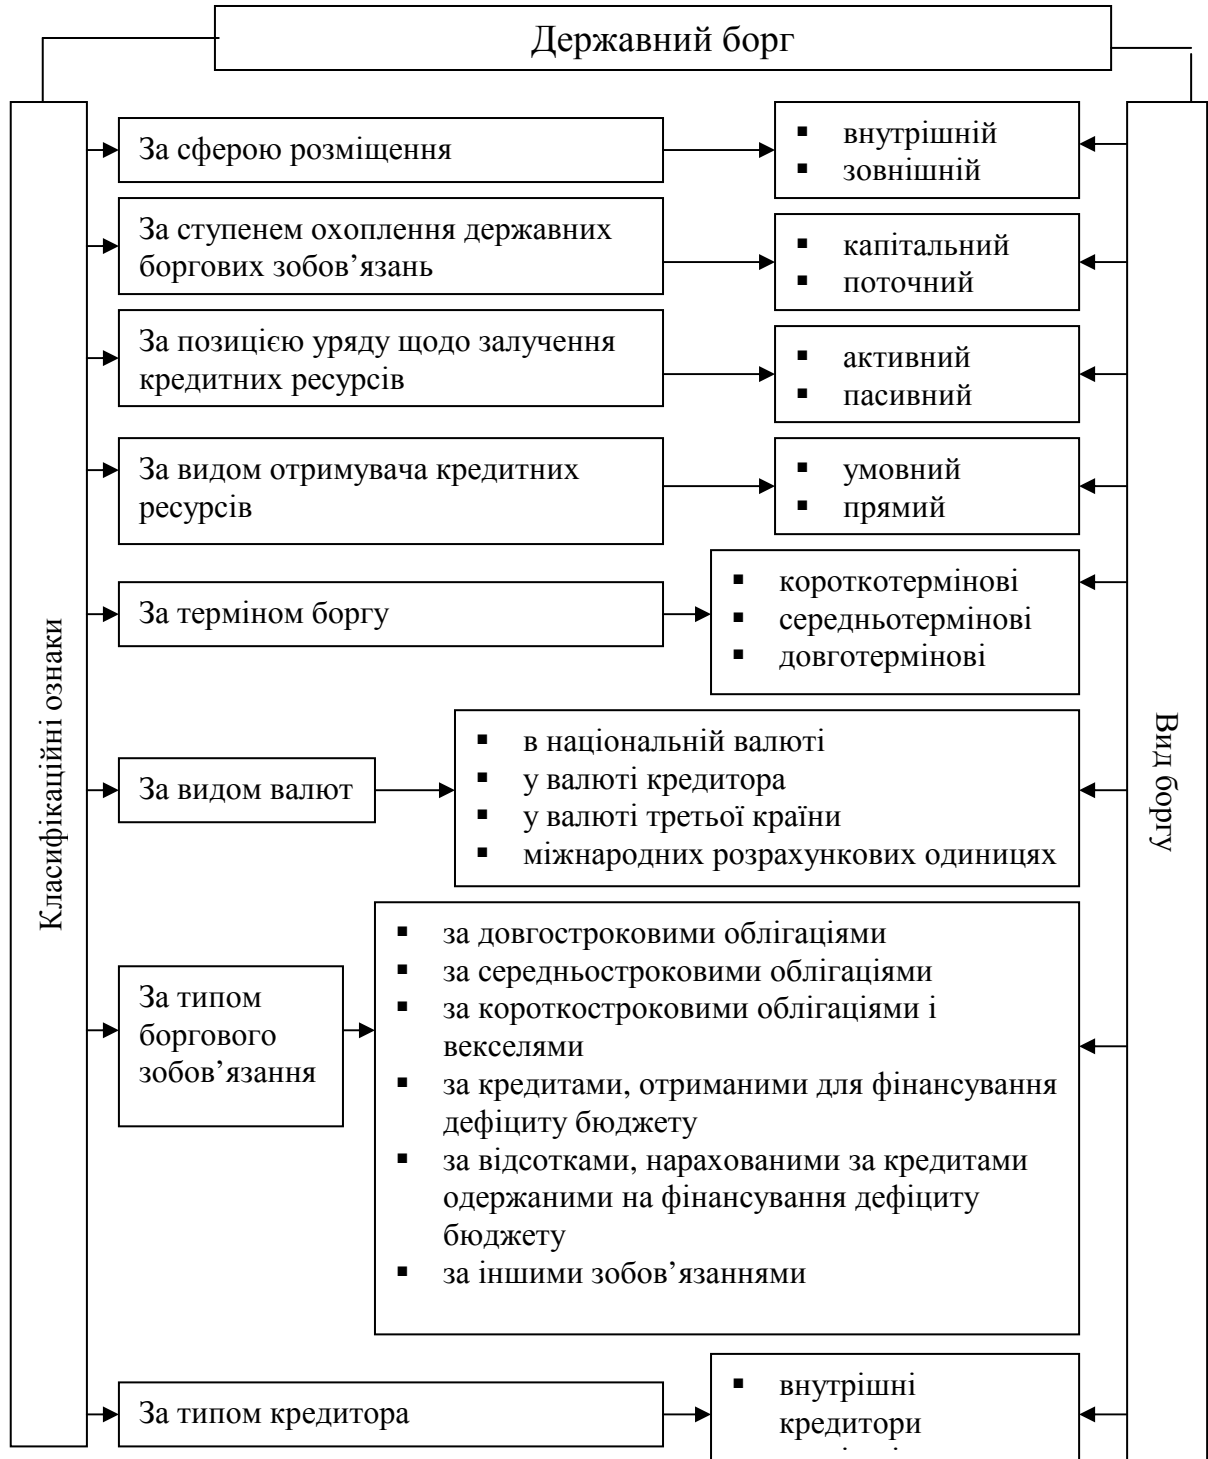 Державний борг
Класифікаційні ознаки
Вид боргу
За сферою розміщення
▪ внутрішній
▪ зовнішній
За ступенем охоплення державних
боргових зобов’язань
▪ капітальний
▪ поточний
За позицією уряду щодо залучення
кредитних ресурсів
▪ активний
▪ пасивний
За видом отримувача кредитних
ресурсів
▪ умовний
▪ прямий
За терміном боргу
▪ короткотермінові
▪ середньотермінові
▪ довготермінові
За видом валют
▪ в національній валюті
▪ у валюті кредитора
▪ у валюті третьої країни
▪ міжнародних розрахункових одиницях
За типом
боргового
зобов’язання
▪ за довгостроковими облігаціями
▪ за середньостроковими облігаціями
▪ за короткостроковими облігаціями і
векселями
▪ за кредитами, отриманими для фінансування
дефіциту бюджету
▪ за відсотками, нарахованими за кредитами
одержаними на фінансування дефіциту
бюджету
▪ за іншими зобов’язаннями
За типом кредитора
▪ внутрішні
кредитори